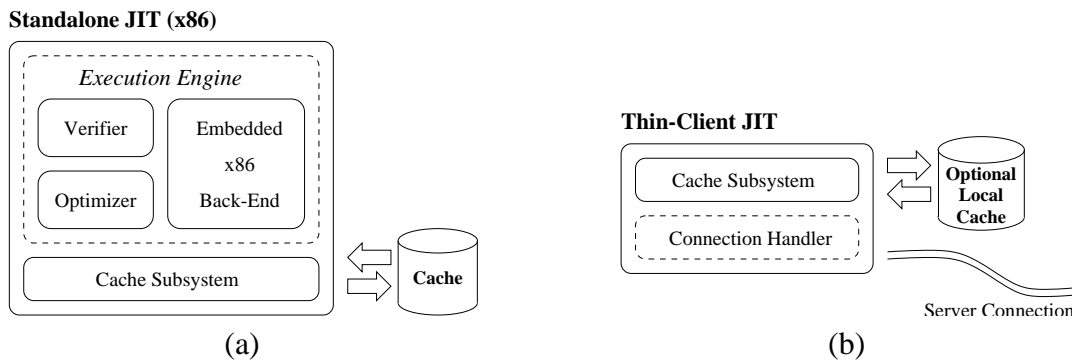 Standalone JIT (x86)
Execution Engine
Verifier
Optimizer
Embedded
x86
Back-End
Cache Subsystem
Cache
(a)
Thin-Client JIT
Cache Subsystem
Connection Handler
Optional
Local
Cache
Server Connection
(b)